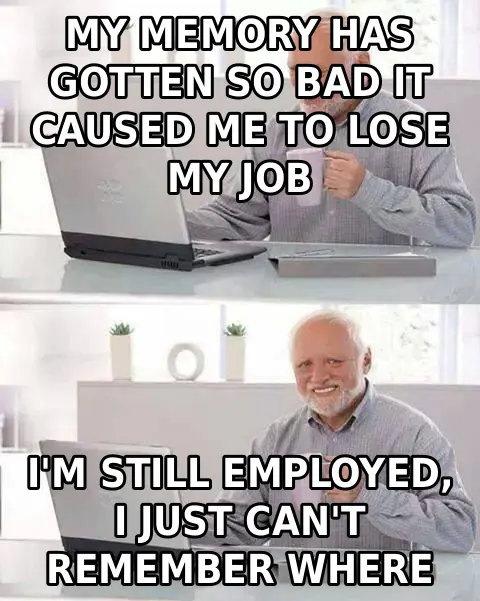 MY MEMORY HAS
GOTTEN SO BAD IT
CAUSED ME TO LOSE
MY JOB
I'M STILL EMPLOYED,
I JUST CAN'T
REMEMBER WHERE